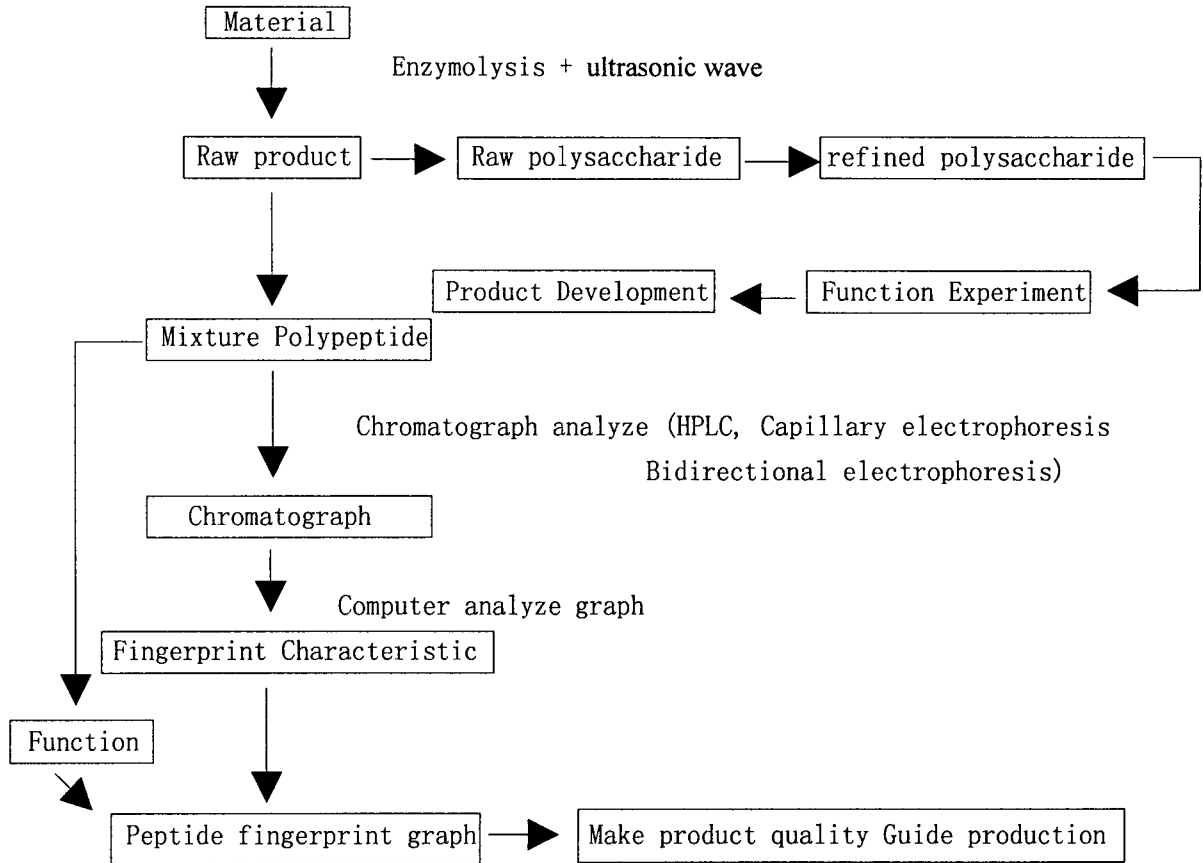 Material
Enzymolysis + ultrasonic wave
Raw product
Raw polysaccharide
refined polysaccharide
Product Development
Function Experiment
Mixture Polypeptide
Chromatograph analyze (HPLC, Capillary electrophoresis
Bidirectional electrophoresis)
Chromatograph
Computer analyze graph
Fingerprint Characteristic
Function
Peptide fingerprint graph
Make product quality Guide production